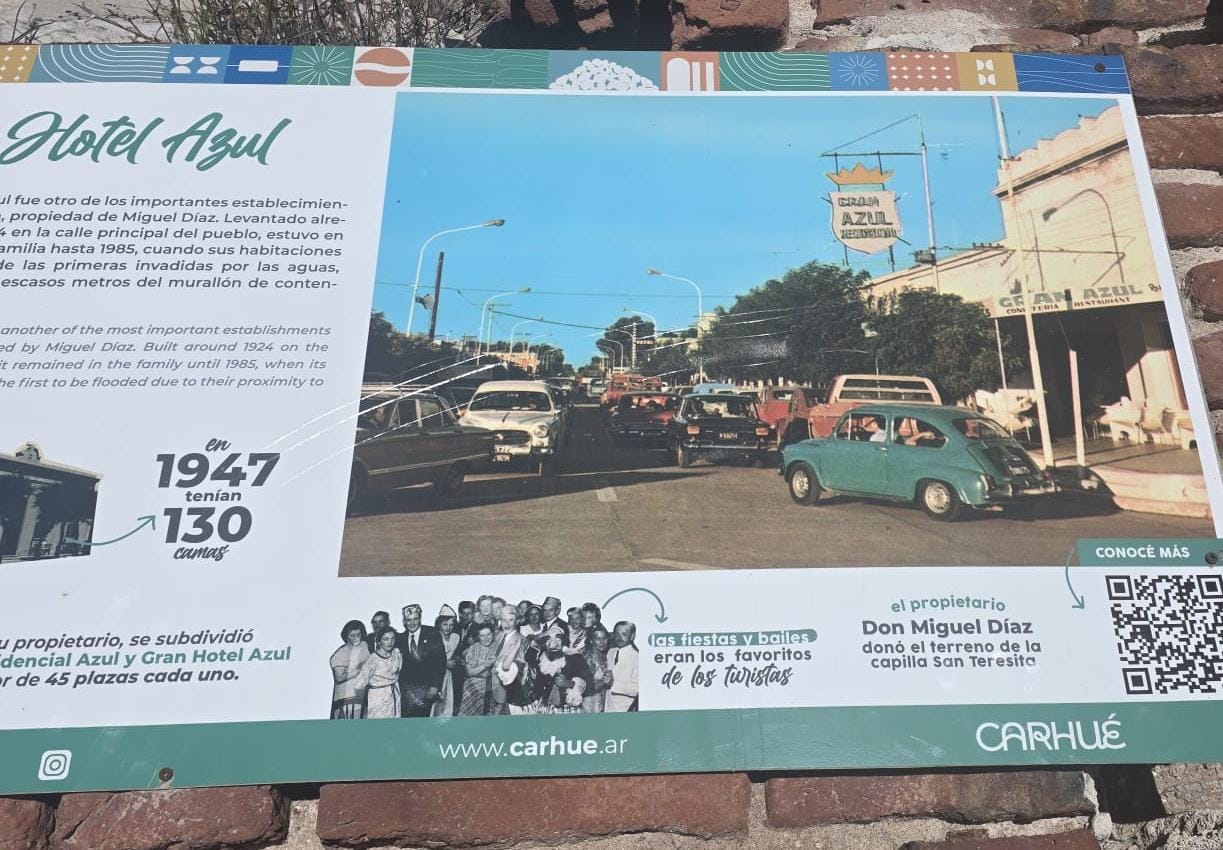 Hotel Azul
ul fue otro de los importantes establecimien-
, propiedad de Miguel Díaz. Levantado alre-
4 en la calle principal del pueblo, estuvo en
amilia hasta 1985, cuando sus habitaciones
de las primeras invadidas por las aguas,
escasos metros del murallón de conten-
another of the most important establishments
ed by Miguel Díaz. Built around 1924 on the
it remained in the family until 1985, when its
he first to be flooded due to their proximity to
en
1947
tenían
130
camas
u propietario, se subdividió
idencial Azul y Gran Hotel Azul
or de 45 plazas cada uno.
GRAN
AZUL
GRAN AZUL
CONFITERIA RESTAURANT
las fiestas y bailes
eran los favoritos
de los turistas
el propietario
Don Miguel Díaz
donó el terreno de la
capilla San Teresita
CONOCÉ MÁS
www.carhue.ar
CARHUÉ